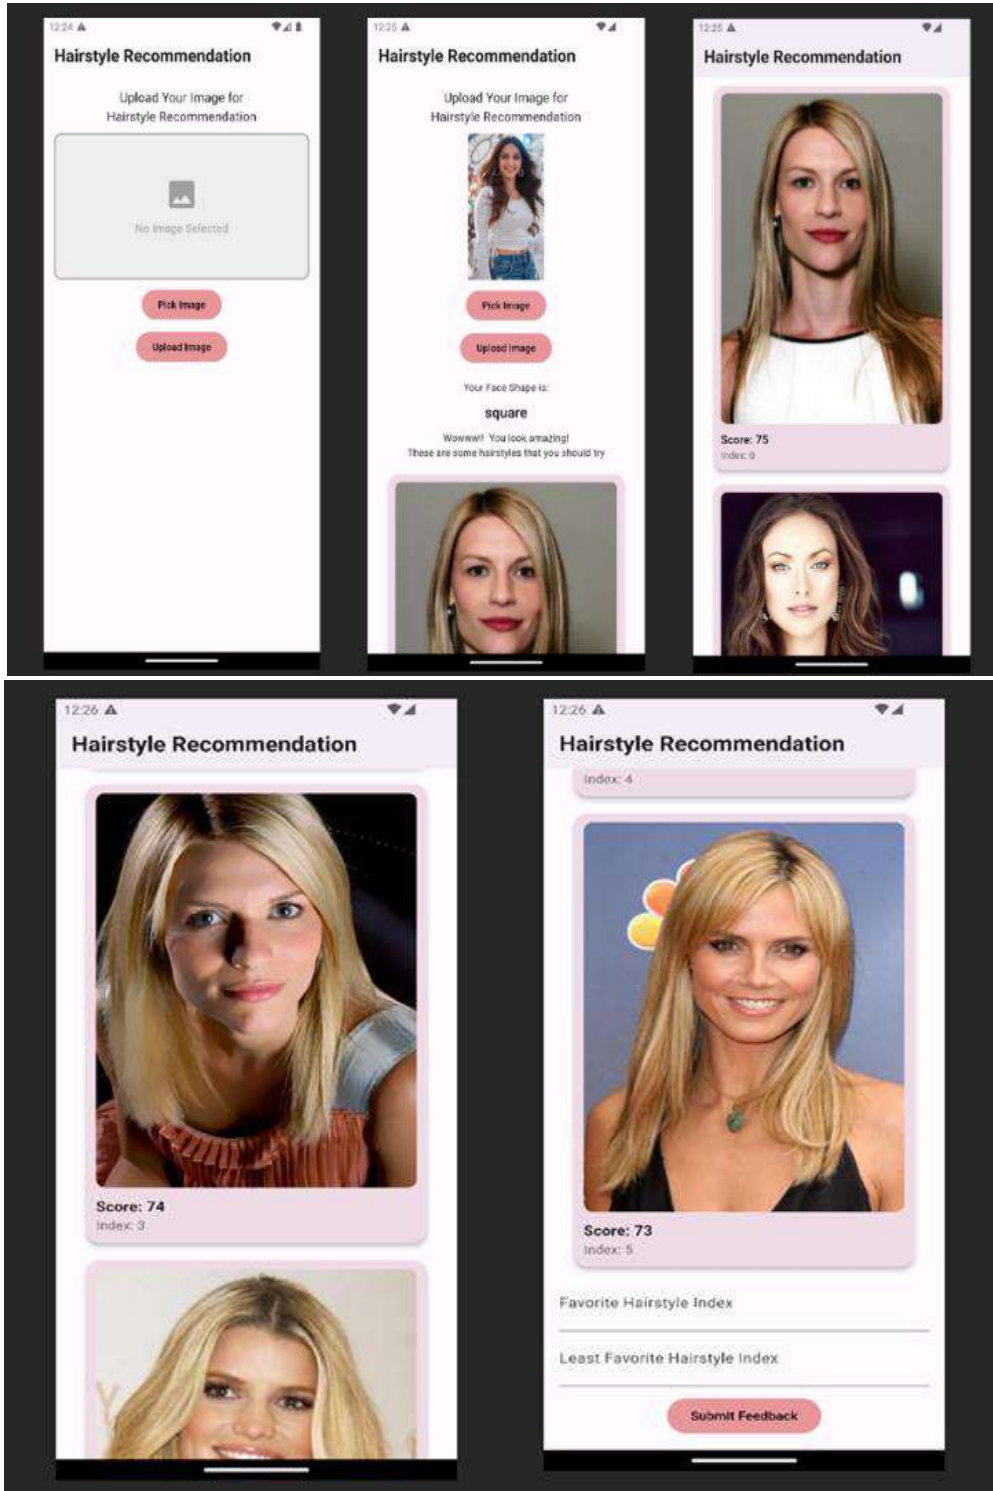 12:24
Hairstyle Recommendation
Upload Your Image for
Hairstyle Recommendation
No Image Selected
Pick Image
Upload Image
12:25
Hairstyle Recommendation
Upload Your Image for
Hairstyle Recommendation
Pick Image
Upload Image
Your Face Shape is:
square
Wowww!! You look amazing!
These are some hairstyles that you should try
12:25
Hairstyle Recommendation
Score: 75
Index: 0
12:26
Hairstyle Recommendation
Score: 74
Index: 3
12:26
Hairstyle Recommendation
Index: 4
Score: 73
Index: 5
Favorite Hairstyle Index
Least Favorite Hairstyle Index
Submit Feedback